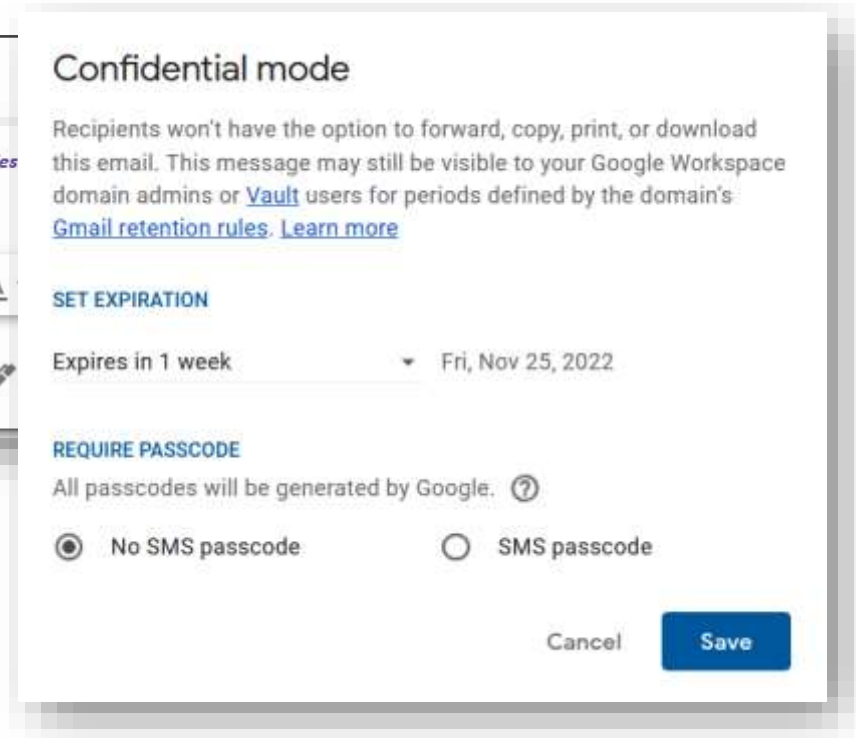 Confidential mode
Recipients won't have the option to forward, copy, print, or download
this email. This message may still be visible to your Google Workspace
domain admins or Vault users for periods defined by the domain's
Gmail retention rules. Learn more
es
SET EXPIRATION
Expires in 1 week Fri, Nov 25, 2022
REQUIRE PASSCODE
All passcodes will be generated by Google.
No SMS passcode SMS passcode
Cancel Save